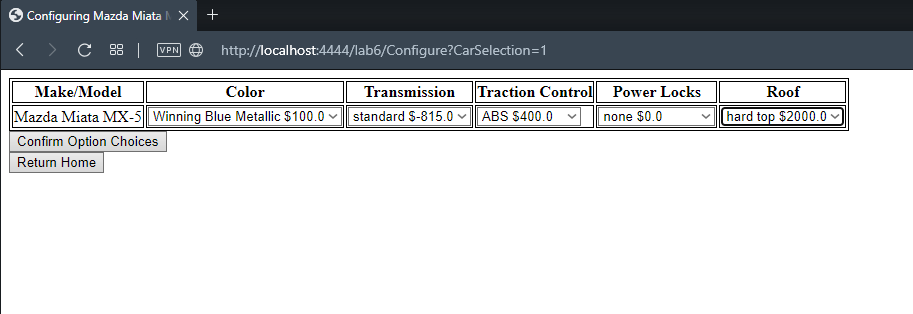 Configuring Mazda Miata M
VPN http://localhost:4444/lab6/Configure?CarSelection=1
Make/Model Color Transmission Traction Control Power Locks Roof
Mazda Miata MX-5 Winning Blue Metallic $100.0 standard $-815.0 ABS $400.0 none $0.0 hard top $2000.0
Confirm Option Choices
Return Home